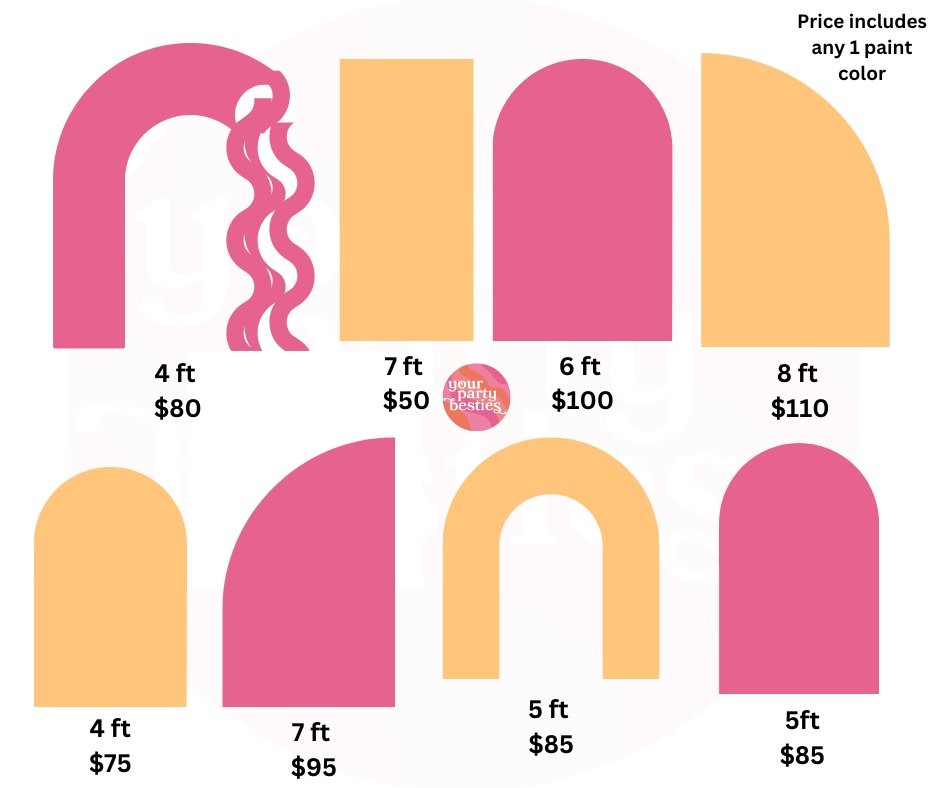 Price includes
any 1 paint
color
4 ft
$80
7 ft
$50
6 ft
$100
8 ft
$110
your
party
besties
4 ft
$75
7 ft
$95
5 ft
$85
5ft
$85